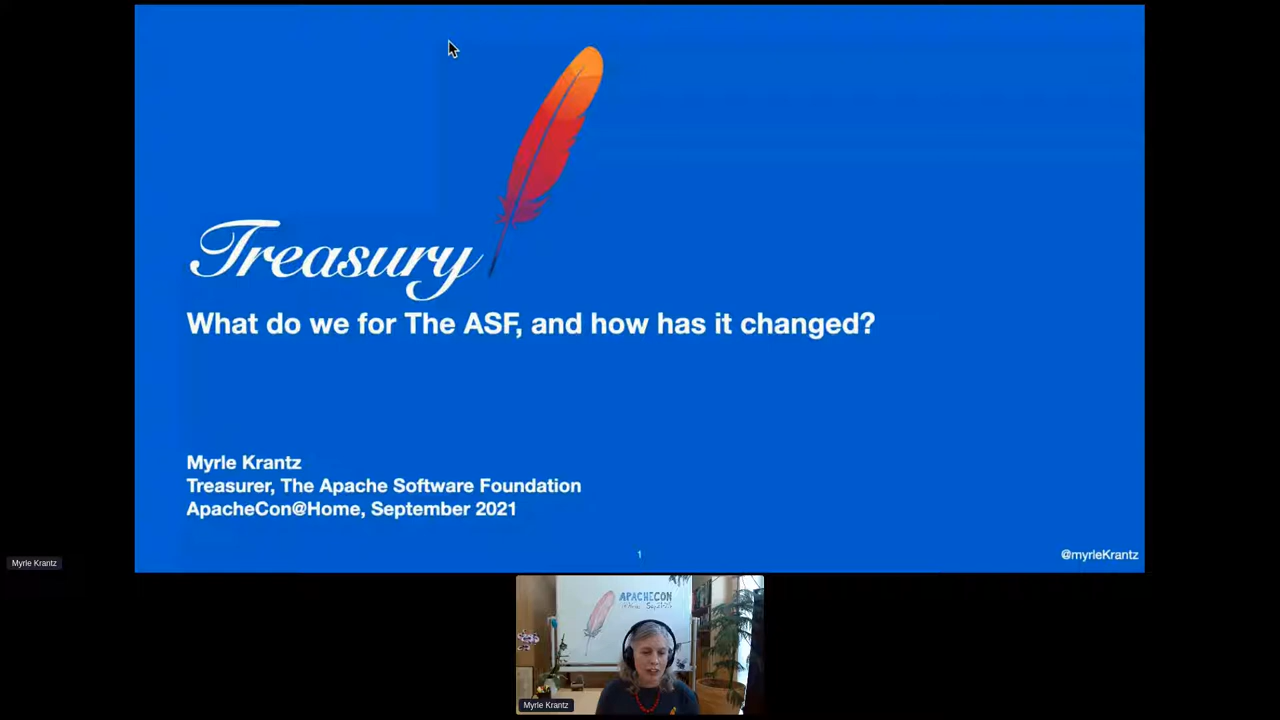 Treasury
What do we for The ASF, and how has it changed?
Myrle Krantz
Treasurer, The Apache Software Foundation
ApacheCon@Home, September 2021
1
@myrleKrantz
Myrle Krantz
APACHECON
Myrle Krantz